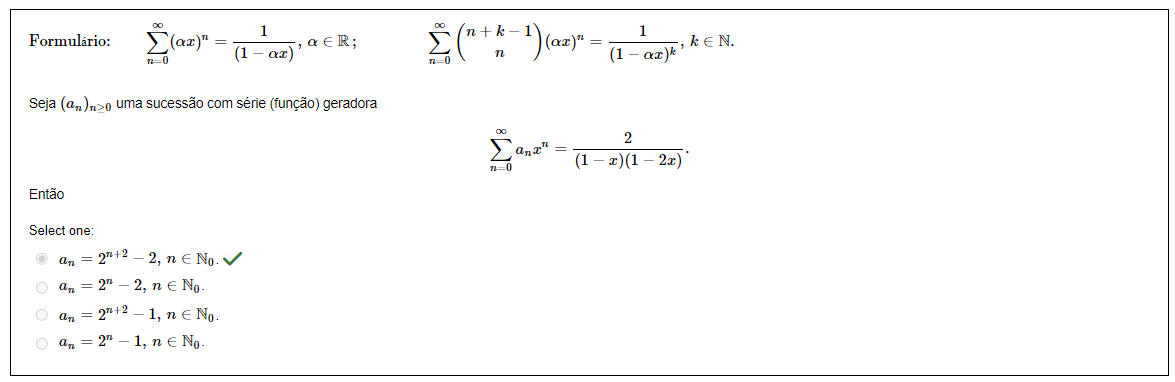 Formulário: $\sum_{n=0}^{\infty} (\alpha x)^n = \frac{1}{(1 - \alpha x)}, \alpha \in \mathbb{R};$ $\sum_{n=0}^{\infty} \binom{n+k-1}{n} (\alpha x)^n = \frac{1}{(1 - \alpha x)^k}, k \in \mathbb{N}.$
Seja $(a_n)_{n \geq 0}$ uma sucessão com série (função) geradora
$\sum_{n=0}^{\infty} a_n x^n = \frac{2}{(1 - x)(1 - 2x)}.$
Então
Select one:
$a_n = 2^{n+2} - 2, n \in \mathbb{N}_0.$ ✓
$a_n = 2^n - 2, n \in \mathbb{N}_0.$
$a_n = 2^{n+2} - 1, n \in \mathbb{N}_0.$
$a_n = 2^n - 1, n \in \mathbb{N}_0.$